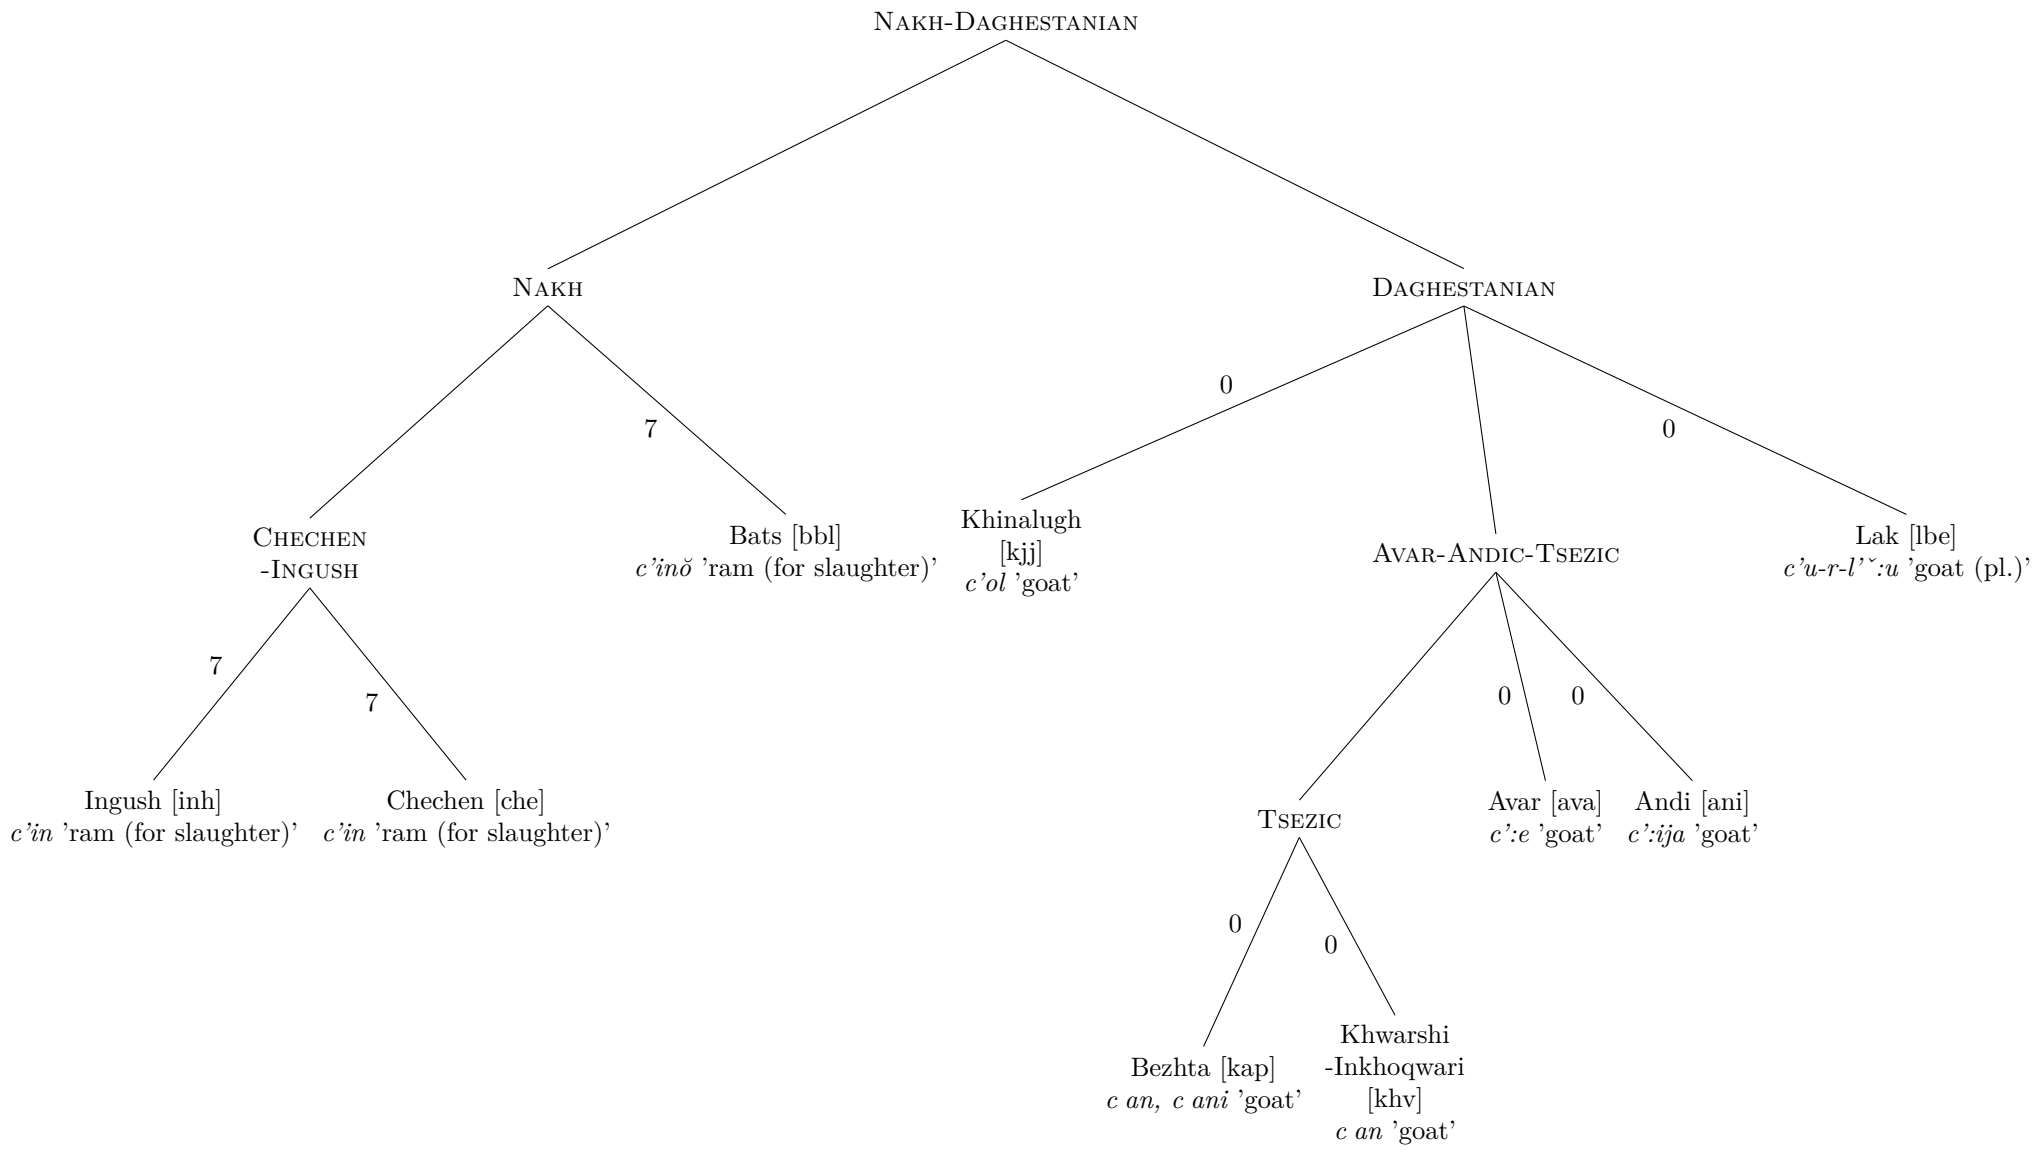 NAKH-DAGHESTANIAN
NAKH
DAGHESTANIAN
0
7
0
CHECHEN
-INGUSH
Bats [bbl]
c'inŏ 'ram (for slaughter)'
Khinalugh
[kjj]
c'ol 'goat'
AVAR-ANDIC-TSEZIC
Lak [lbe]
c'u-r-l'ˇ:u 'goat (pl.)'
7
7
0
0
Ingush [inh]
c'in 'ram (for slaughter)'
Chechen [che]
c'in 'ram (for slaughter)'
TSEZIC
Avar [ava]
c':e 'goat'
Andi [ani]
c':ija 'goat'
0
0
Bezhta [kap]
c an, c ani 'goat'
Khwarshi
-Inkhoqwari
[khv]
c an 'goat'